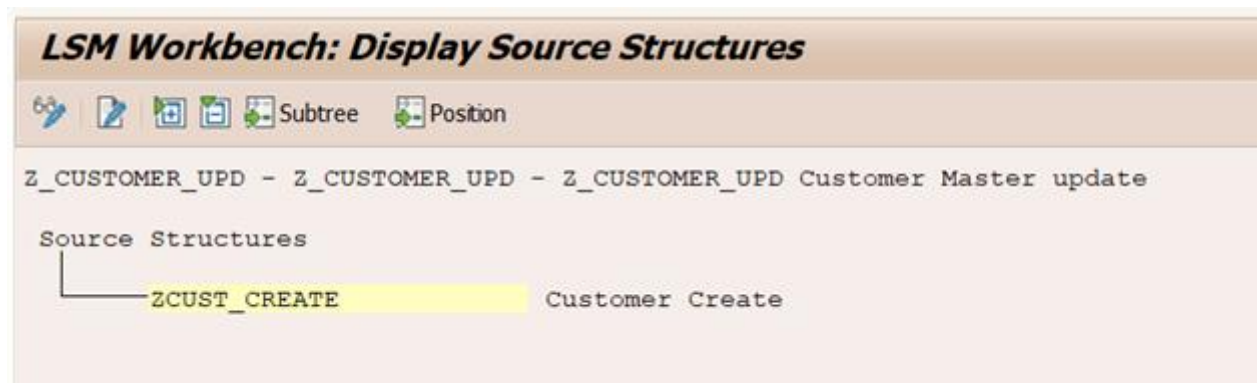 LSM Workbench: Display Source Structures
Subtree Position
Z_CUSTOMER_UPD - Z_CUSTOMER_UPD - Z_CUSTOMER_UPD Customer Master update
Source Structures
ZCUST_CREATE Customer Create